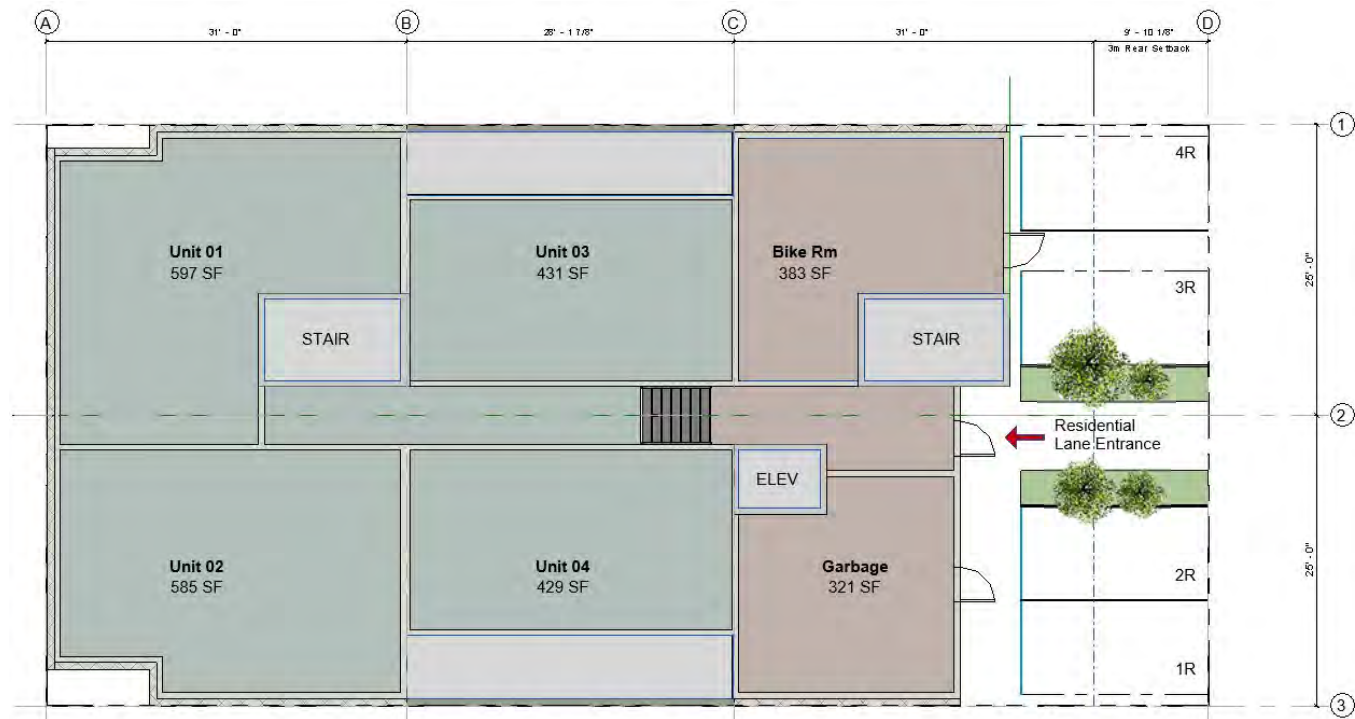 A
B
C
D
31' - 0"
28' - 1 7/8"
31' - 0"
9' - 10 1/8"
3m Rear Setback
1
4R
Unit 01
597 SF
Unit 03
431 SF
Bike Rm
383 SF
25' - 0"
3R
STAIR
STAIR
2
Residential
Lane Entrance
ELEV
Unit 02
585 SF
Unit 04
429 SF
Garbage
321 SF
25' - 0"
2R
1R
3